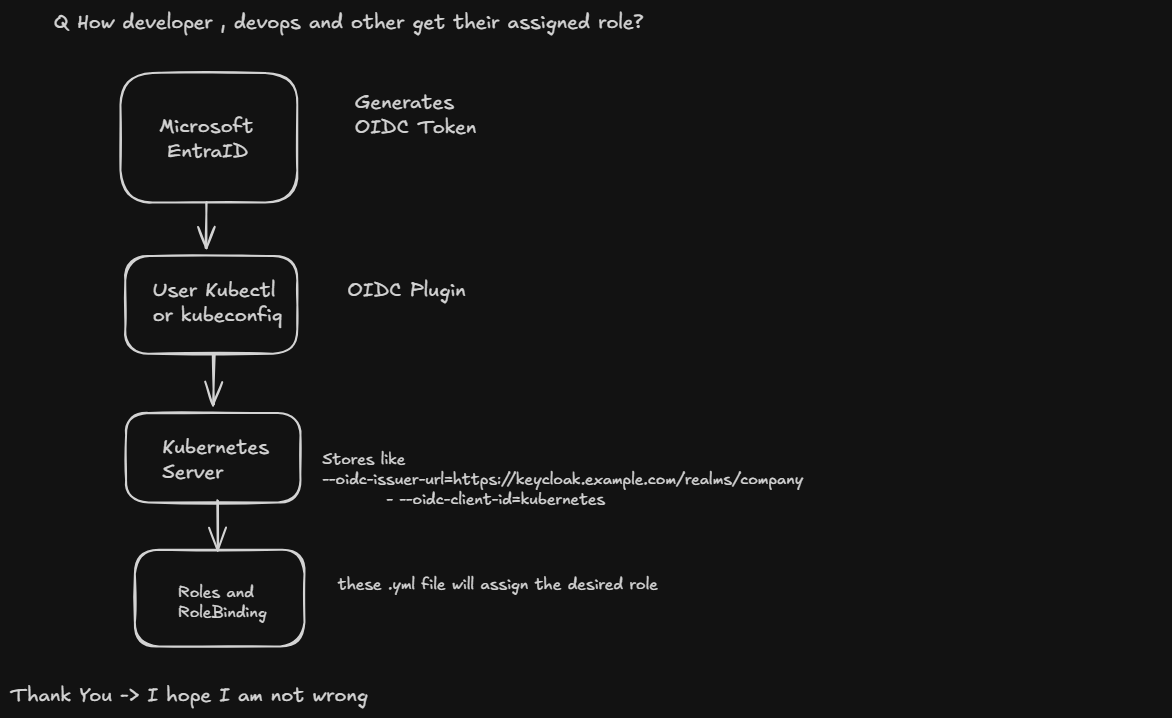 Q How developer , devops and other get their assigned role?
Microsoft
EntraID
Generates
OIDC Token
User Kubectl
or kubeconfig
OIDC Plugin
Kubernetes
Server
Stores like
--oidc-issuer-url=https://keycloak.example.com/realms/company
- --oidc-client-id=kubernetes
Roles and
RoleBinding
these .yml file will assign the desired role
Thank You -> I hope I am not wrong